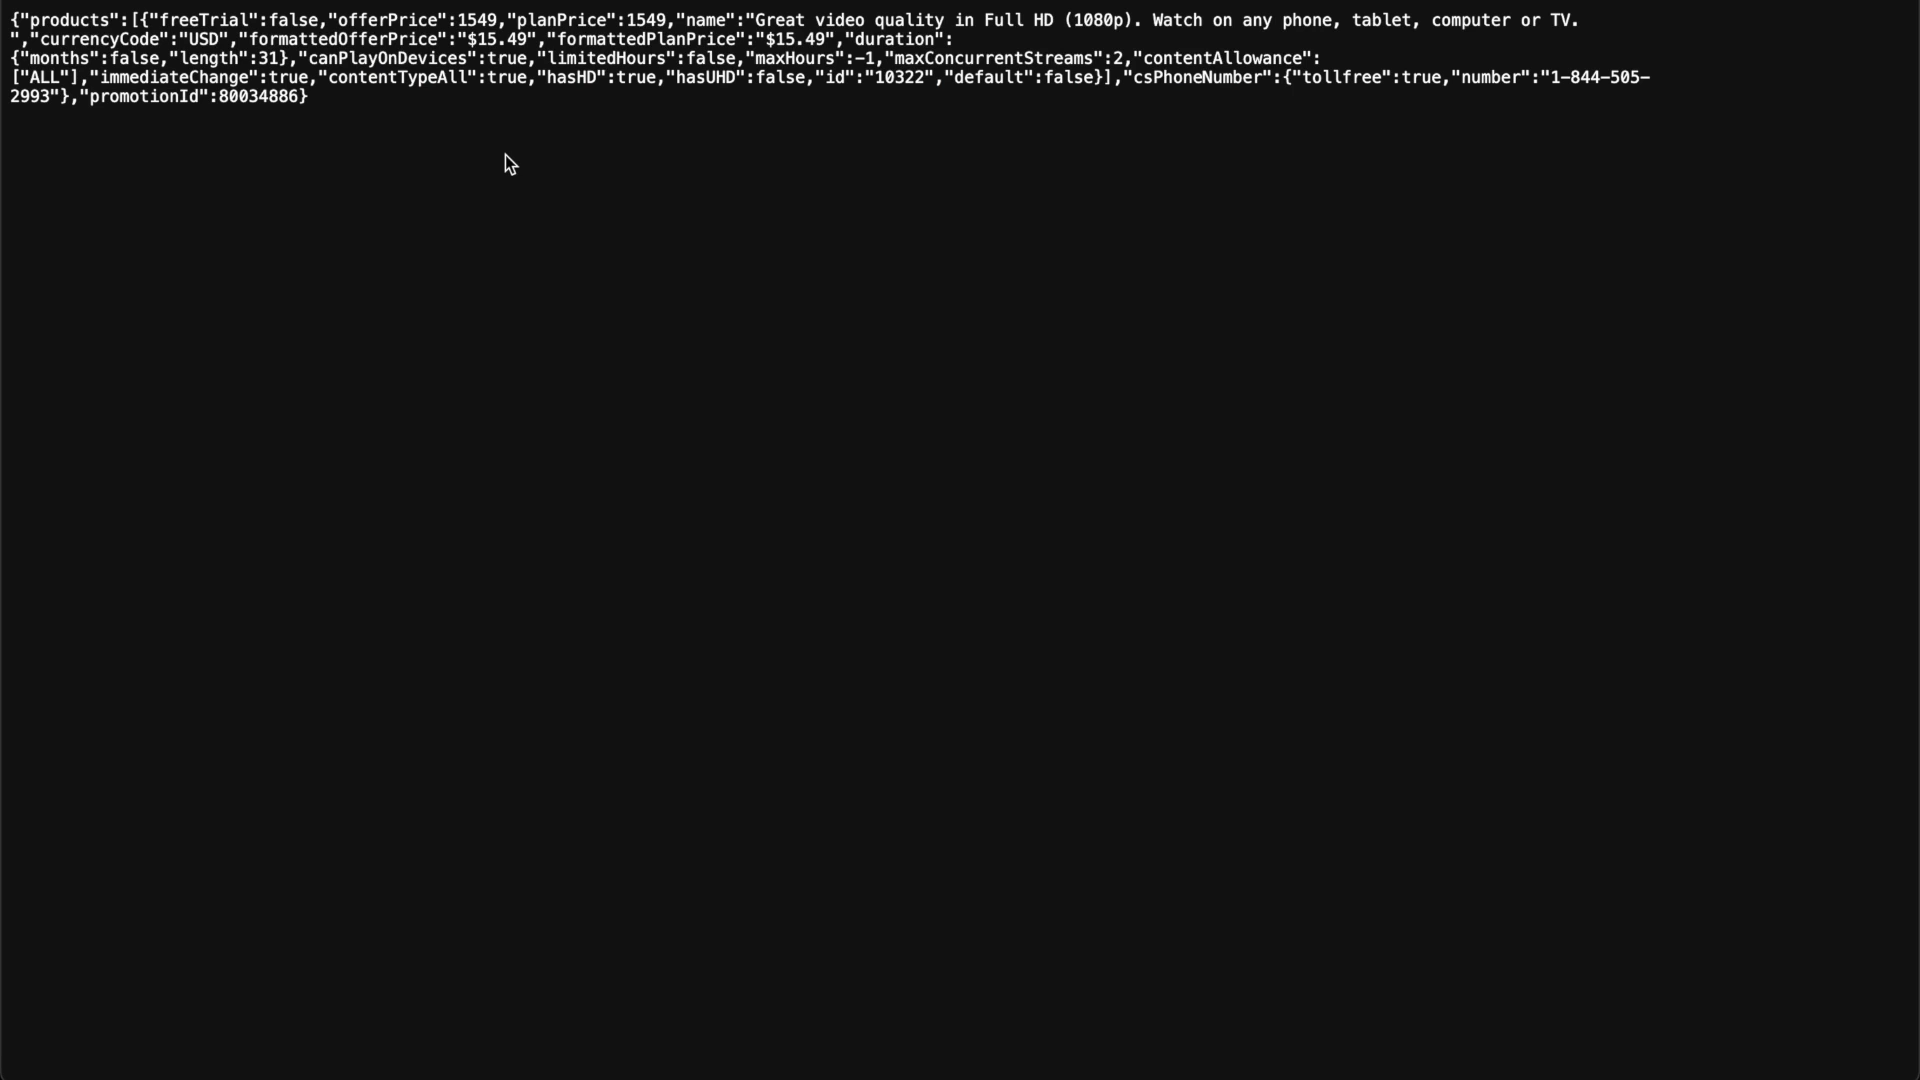 {"products":[{"freeTrial":false,"offerPrice":1549,"planPrice":1549,"name":"Great video quality in Full HD (1080p). Watch on any phone, tablet, computer or TV.
","currencyCode":"USD","formattedOfferPrice":"$15.49","formattedPlanPrice":"$15.49","duration":
{"months":false,"length":31},"canPlayOnDevices":true,"limitedHours":false,"maxHours":-1,"maxConcurrentStreams":2,"contentAllowance":
["ALL"],"immediateChange":true,"contentTypeAll":true,"hasHD":true,"hasUHD":false,"id":"10322","default":false}],"csPhoneNumber":{"tollfree":true,"number":"1-844-505-
2993"},"promotionId":80034886}